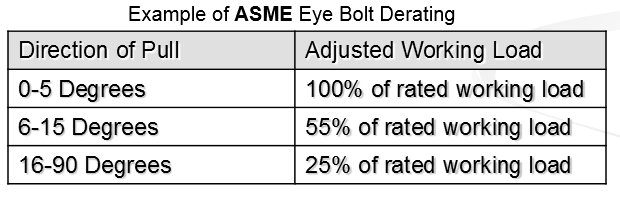 Example of ASME Eye Bolt Derating
Direction of Pull Adjusted Working Load
0-5 Degrees 100% of rated working load
6-15 Degrees 55% of rated working load
16-90 Degrees 25% of rated working load